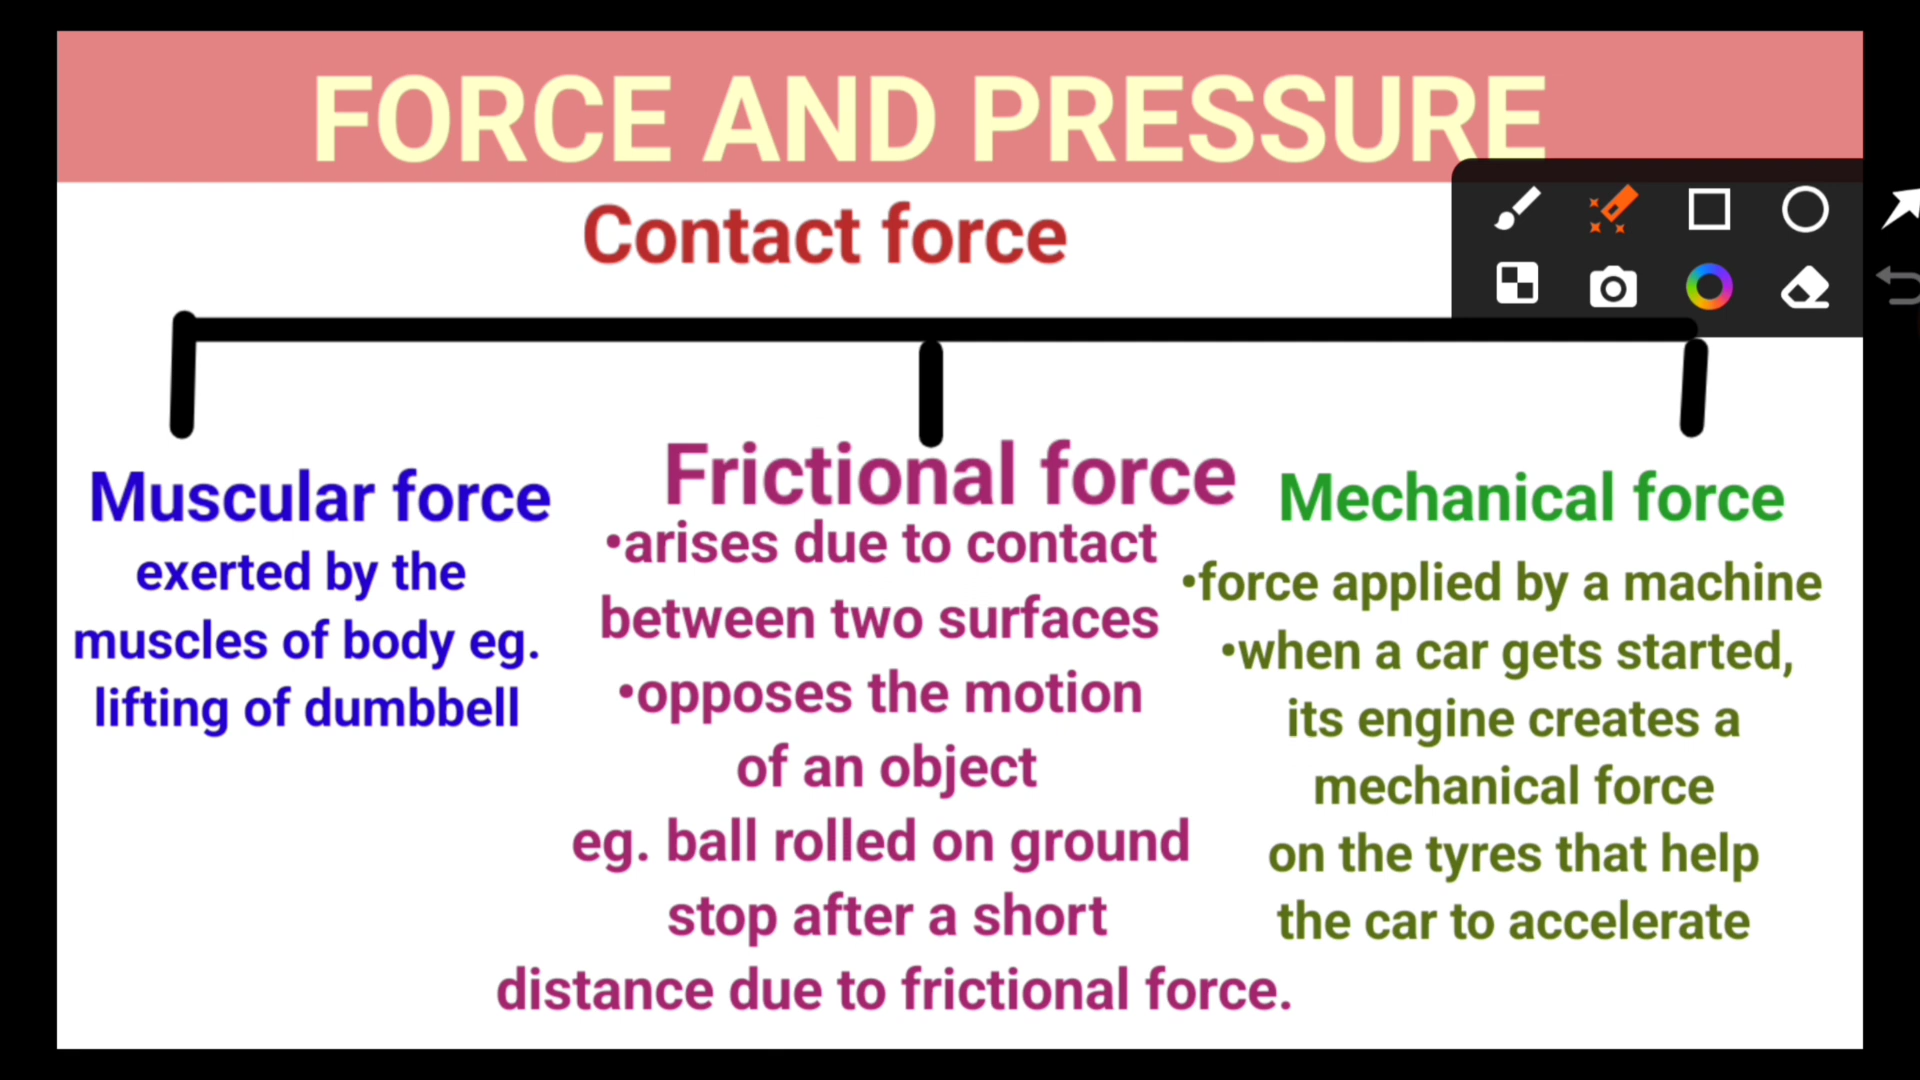 FORCE AND PRESSURE
Contact force
Muscular force
exerted by the
muscles of body eg.
lifting of dumbbell
Frictional force
•arises due to contact
between two surfaces
•opposes the motion
of an object
eg. ball rolled on ground
stop after a short
distance due to frictional force.
Mechanical force
•force applied by a machine
•when a car gets started,
its engine creates a
mechanical force
on the tyres that help
the car to accelerate